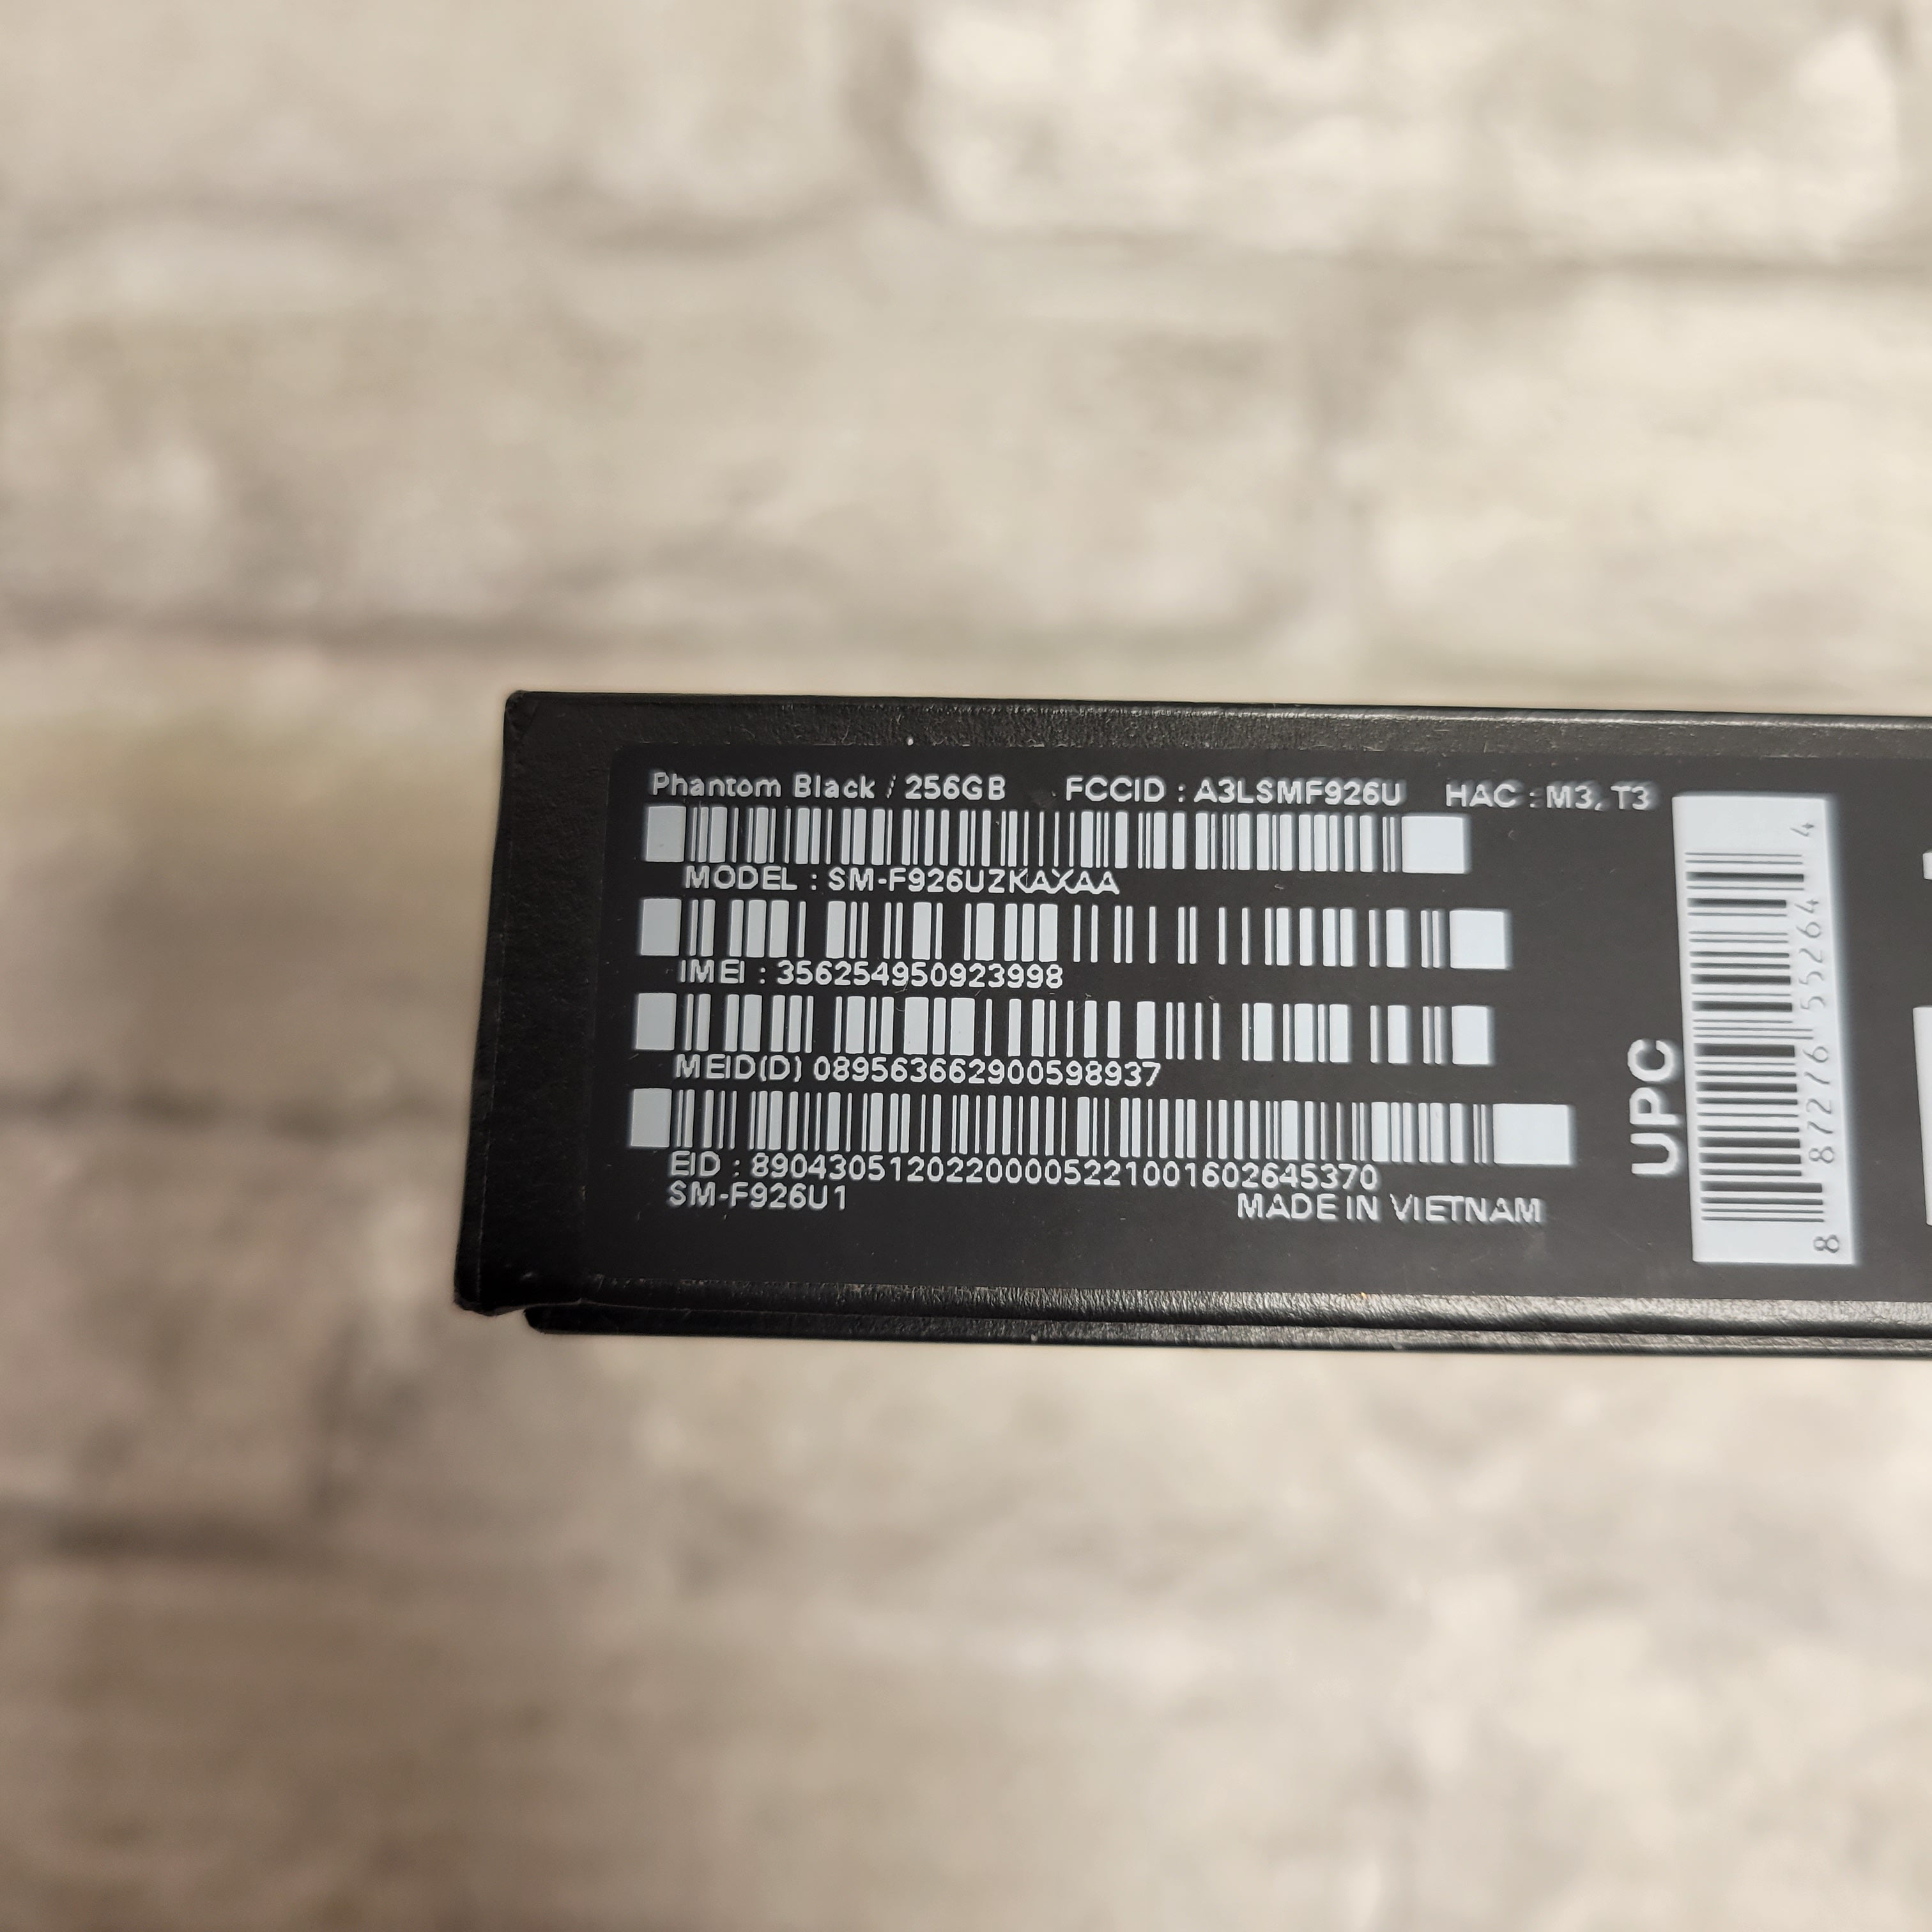 Phantom Black / 256GB FCCID : A3LSMF926U HAC : M3, T3
MODEL : SM-F926UZKAXAA
IMEI : 356254950923998
MEID(D) 089563662900598937
EID : 89043051202200005221001602645370
SM-F926U1 MADE IN VIETNAM
UPC
8 87276 55264 4